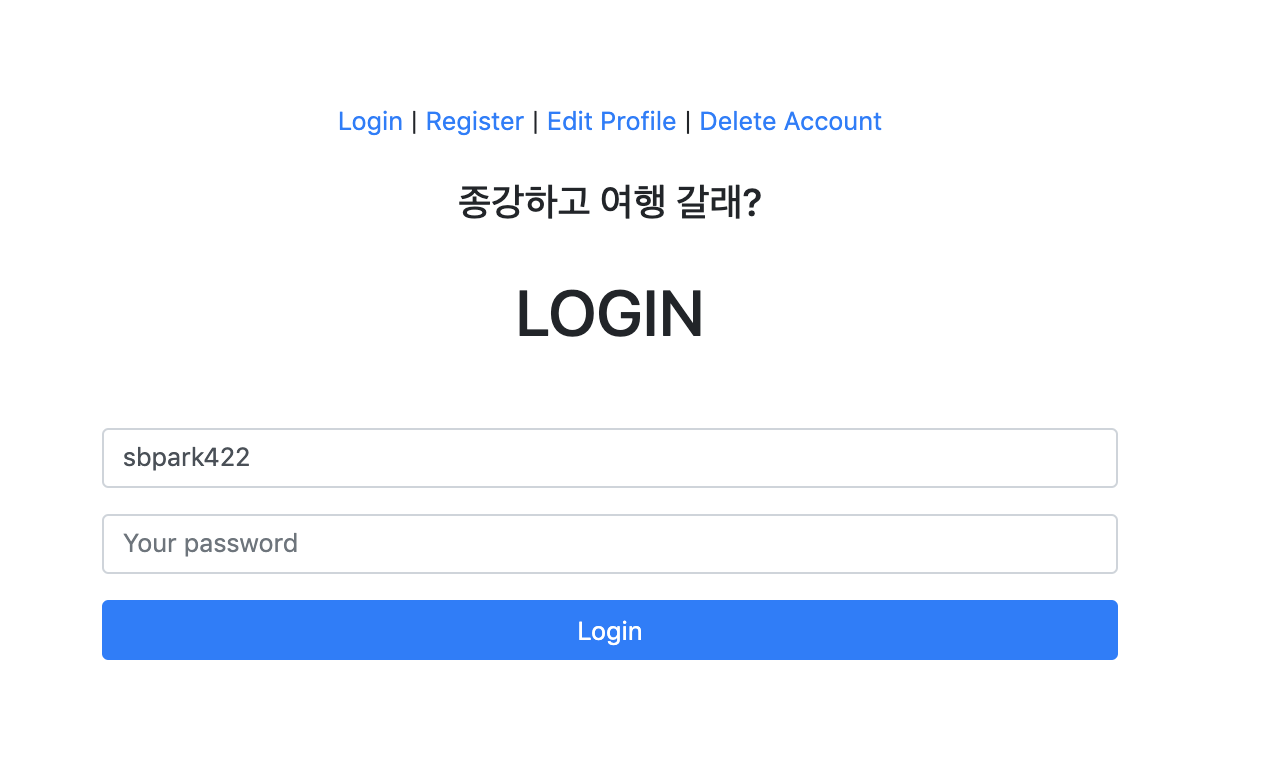 Login | Register | Edit Profile | Delete Account
종강하고 여행 갈래?
LOGIN
sbpark422
Your password
Login